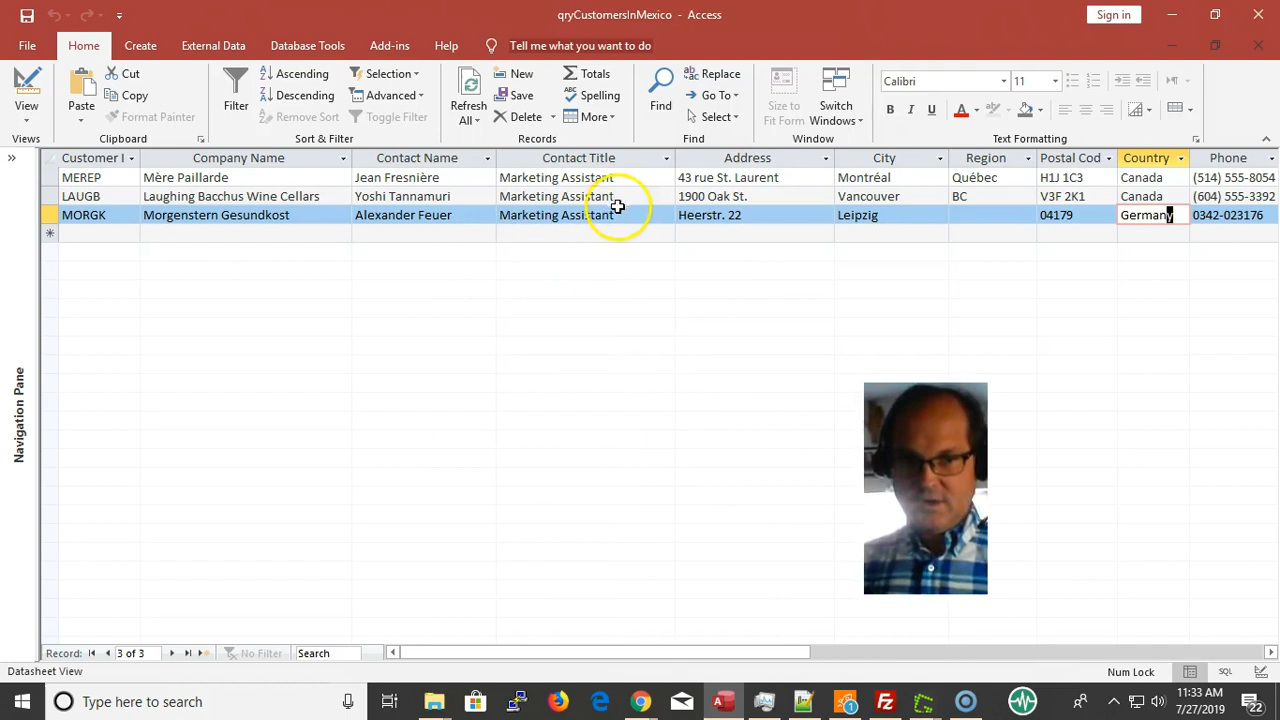 qryCustomersInMexico - Access
Sign in
File Home Create External Data Database Tools Add-ins Help Tell me what you want to do
View
Views
Paste
Cut
Copy
Format Painter
Clipboard
Filter
Ascending
Descending
Remove Sort
Selection
Advanced
Toggle Filter
Sort & Filter
Refresh All
New
Save
Delete
Totals
Spelling
More
Records
Find
Replace
Go To
Select
Find
Size to Fit Form
Switch Windows
Window
Calibri 11
B I U A
Text Formatting
Customer I Company Name Contact Name Contact Title Address City Region Postal Cod Country Phone
MEREP Mère Paillarde Jean Fresnière Marketing Assistant 43 rue St. Laurent Montréal Québec H1J 1C3 Canada (514) 555-8054
LAUGB Laughing Bacchus Wine Cellars Yoshi Tannamuri Marketing Assistant 1900 Oak St. Vancouver BC V3F 2K1 Canada (604) 555-3392
MORGK Morgenstern Gesundkost Alexander Feuer Marketing Assistant Heerstr. 22 Leipzig 04179 Germany 0342-023176
Navigation Pane
Record: 3 of 3 No Filter Search
Datasheet View
Num Lock
SQL
Type here to search
11:33 AM
7/27/2019
22
1